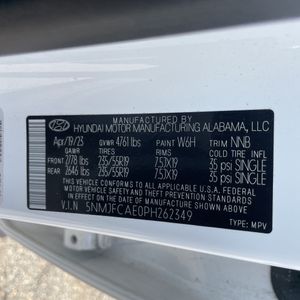 MANUFACTURED BY
HYUNDAI MOTOR MANUFACTURING ALABAMA, LLC
Apr/19/23 GVWR 4761 lbs PAINT W6H TRIM NNB
GAWR TIRES RIMS COLD TIRE INFLATION
FRONT 2778 lbs 235/55R19 7.5JX19 35 psi SINGLE
REAR 2646 lbs 235/55R19 7.5JX19 35 psi SINGLE
THIS VEHICLE CONFORMS TO ALL APPLICABLE U.S. FEDERAL MOTOR
VEHICLE SAFETY AND THEFT PREVENTION STANDARDS IN
EFFECT ON THE DATE OF MANUFACTURE SHOWN ABOVE.
V.I.N 5NMJFCAE0PH262349 TYPE: MPV